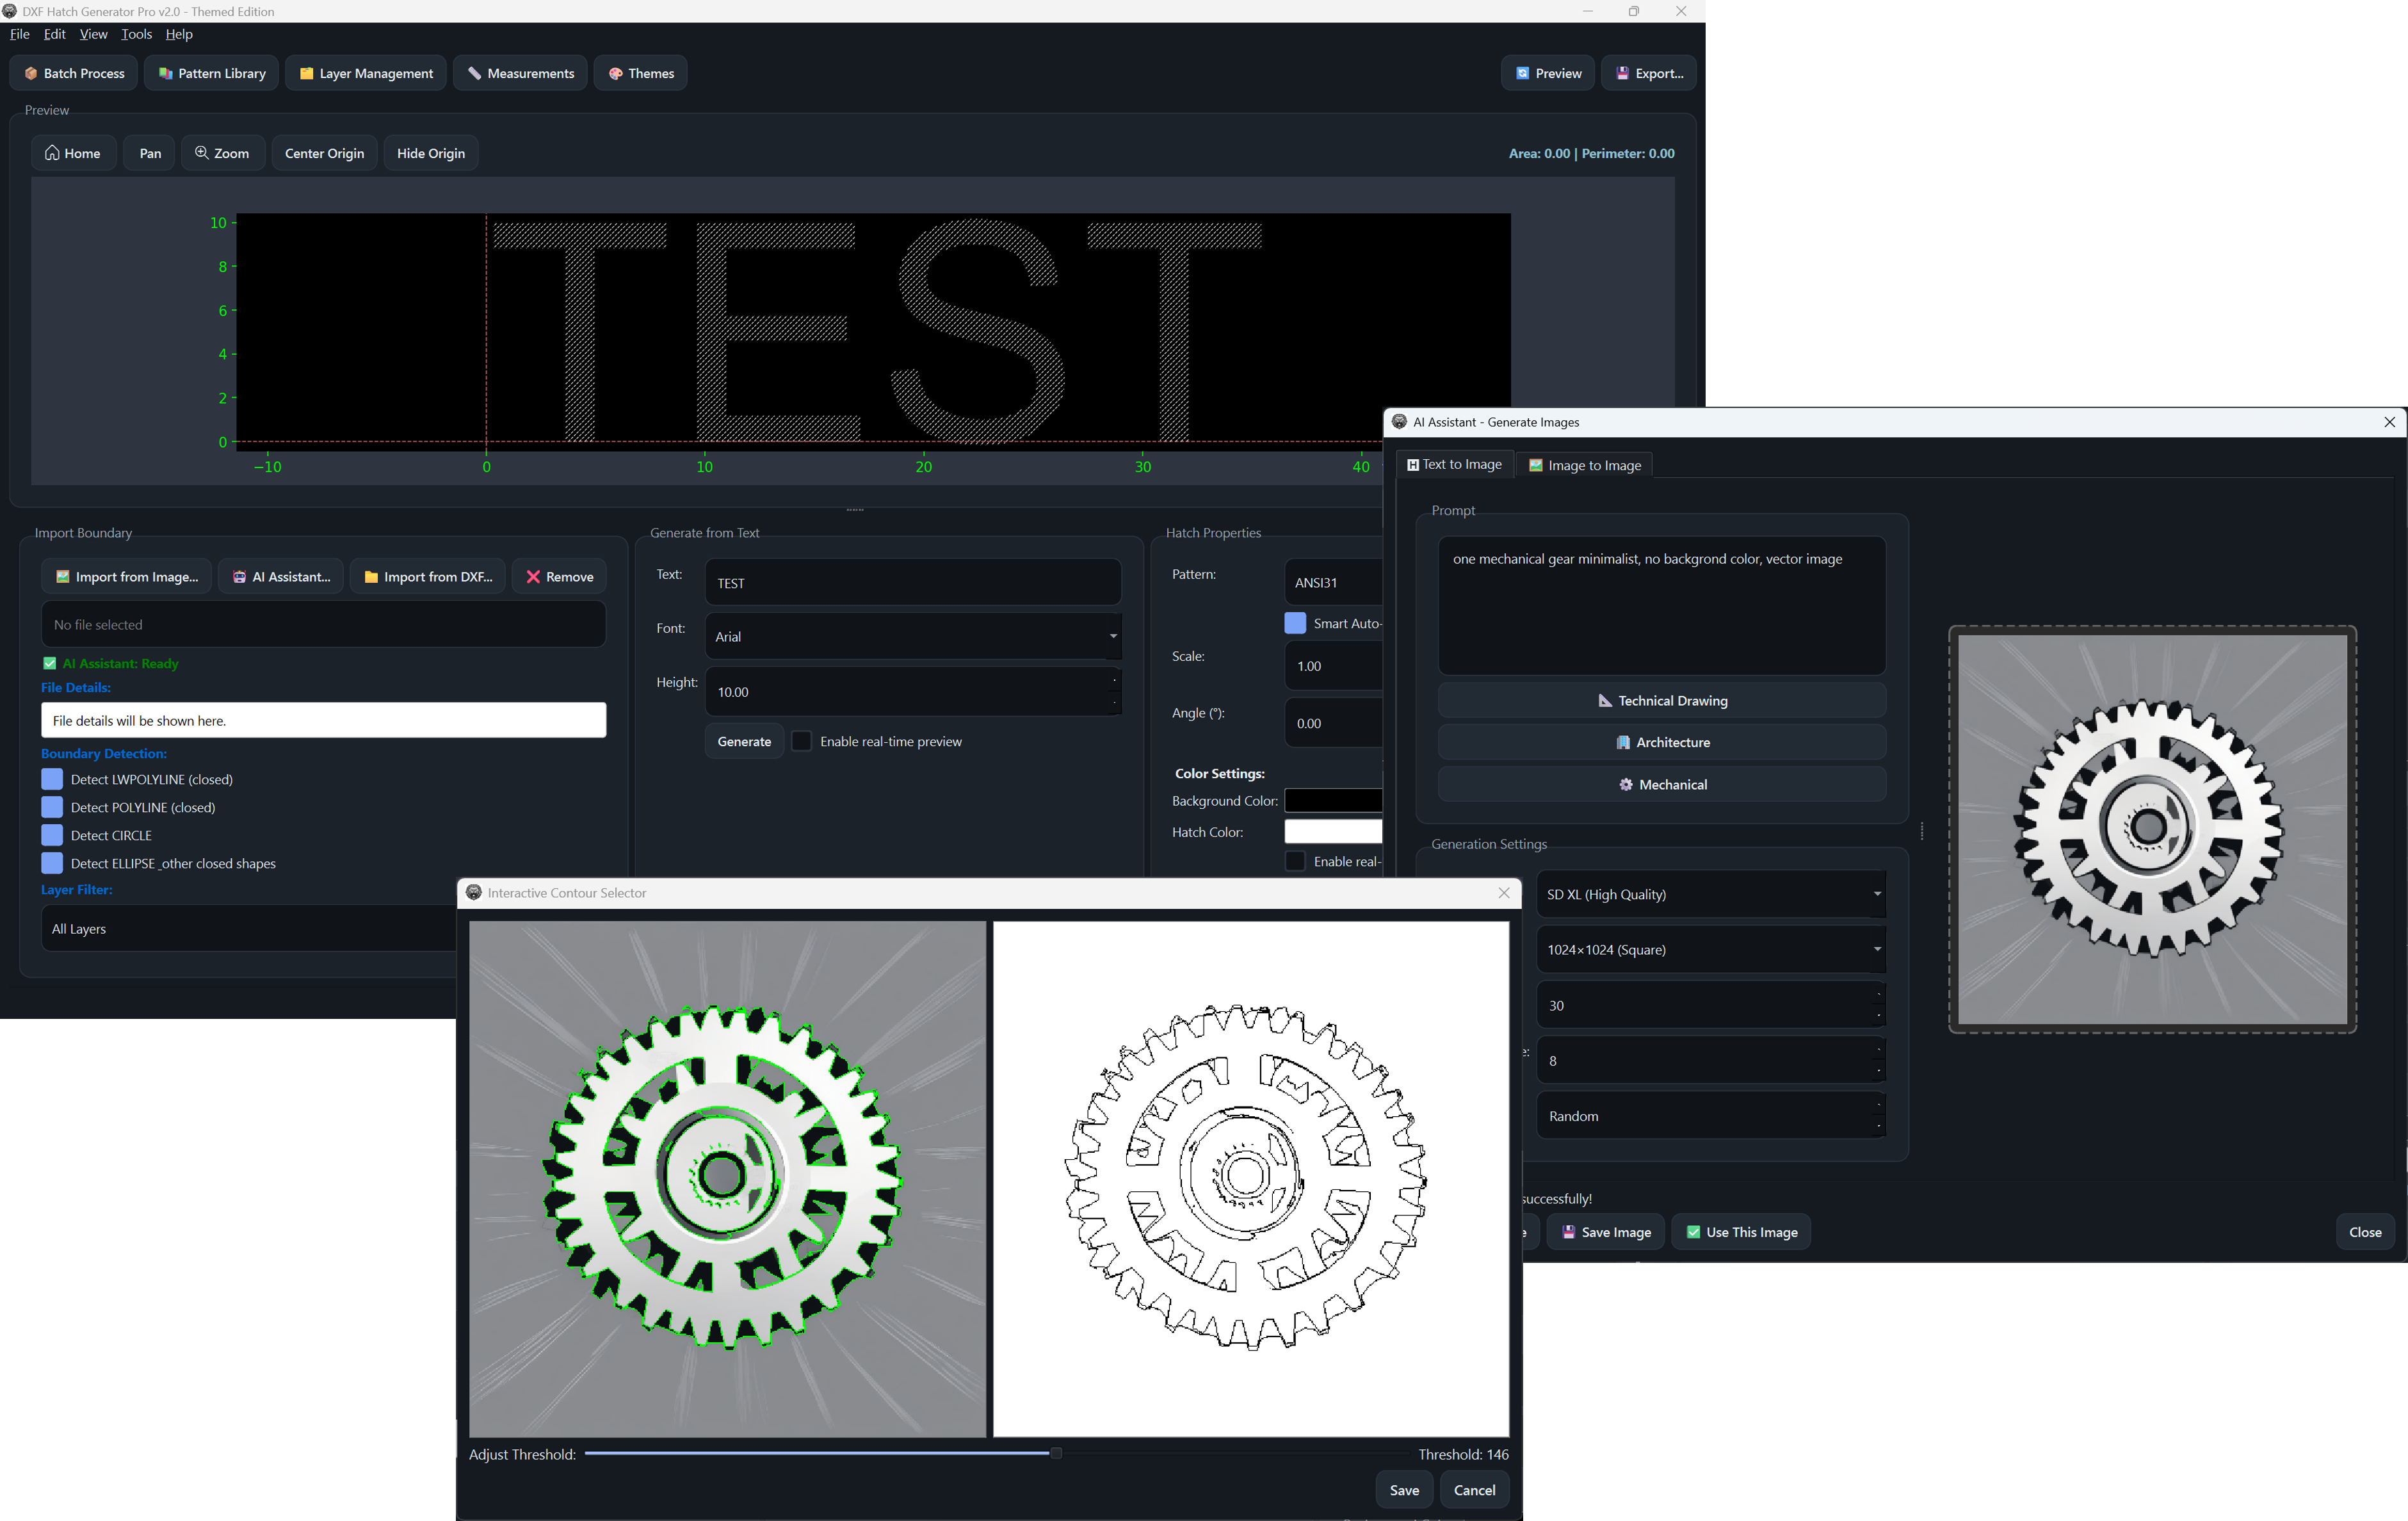 DXF Hatch Generator Pro v2.0 - Themed Edition
File Edit View Tools Help
Batch Process Pattern Library Layer Management Measurements Themes Preview Export...
Preview
Home Pan Zoom Center Origin Hide Origin Area: 0.00 | Perimeter: 0.00
TEST
10
8
6
4
2
0
−10 0 10 20 30 40
Import Boundary
Import from Image... AI Assistant... Import from DXF... Remove
No file selected
AI Assistant: Ready
File Details:
File details will be shown here.
Boundary Detection:
Detect LWPOLYLINE (closed)
Detect POLYLINE (closed)
Detect CIRCLE
Detect ELLIPSE_other closed shapes
Layer Filter:
All Layers
Generate from Text
Text: TEST
Font: Arial
Height: 10.00
Generate Enable real-time preview
Hatch Properties
Pattern: ANSI31
Smart Auto-
Scale: 1.00
Angle (°): 0.00
Color Settings:
Background Color:
Hatch Color:
Enable real-
AI Assistant - Generate Images
Text to Image Image to Image
Prompt
one mechanical gear minimalist, no backgrond color, vector image
Technical Drawing
Architecture
Mechanical
Generation Settings
SD XL (High Quality)
1024×1024 (Square)
30
e: 8
Random
successfully!
e Save Image Use This Image Close
Interactive Contour Selector
Adjust Threshold: Threshold: 146
Save Cancel